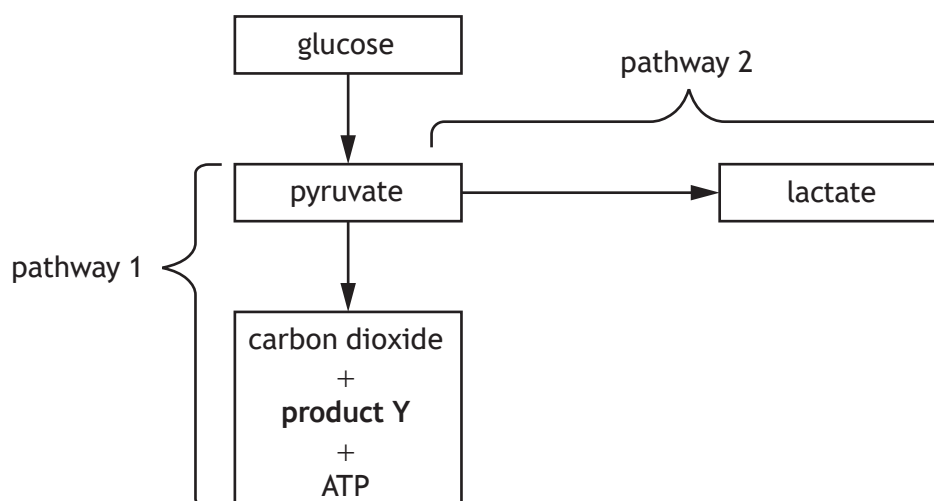 glucose
pathway 2
pyruvate
lactate
pathway 1
carbon dioxide
+
product Y
+
ATP